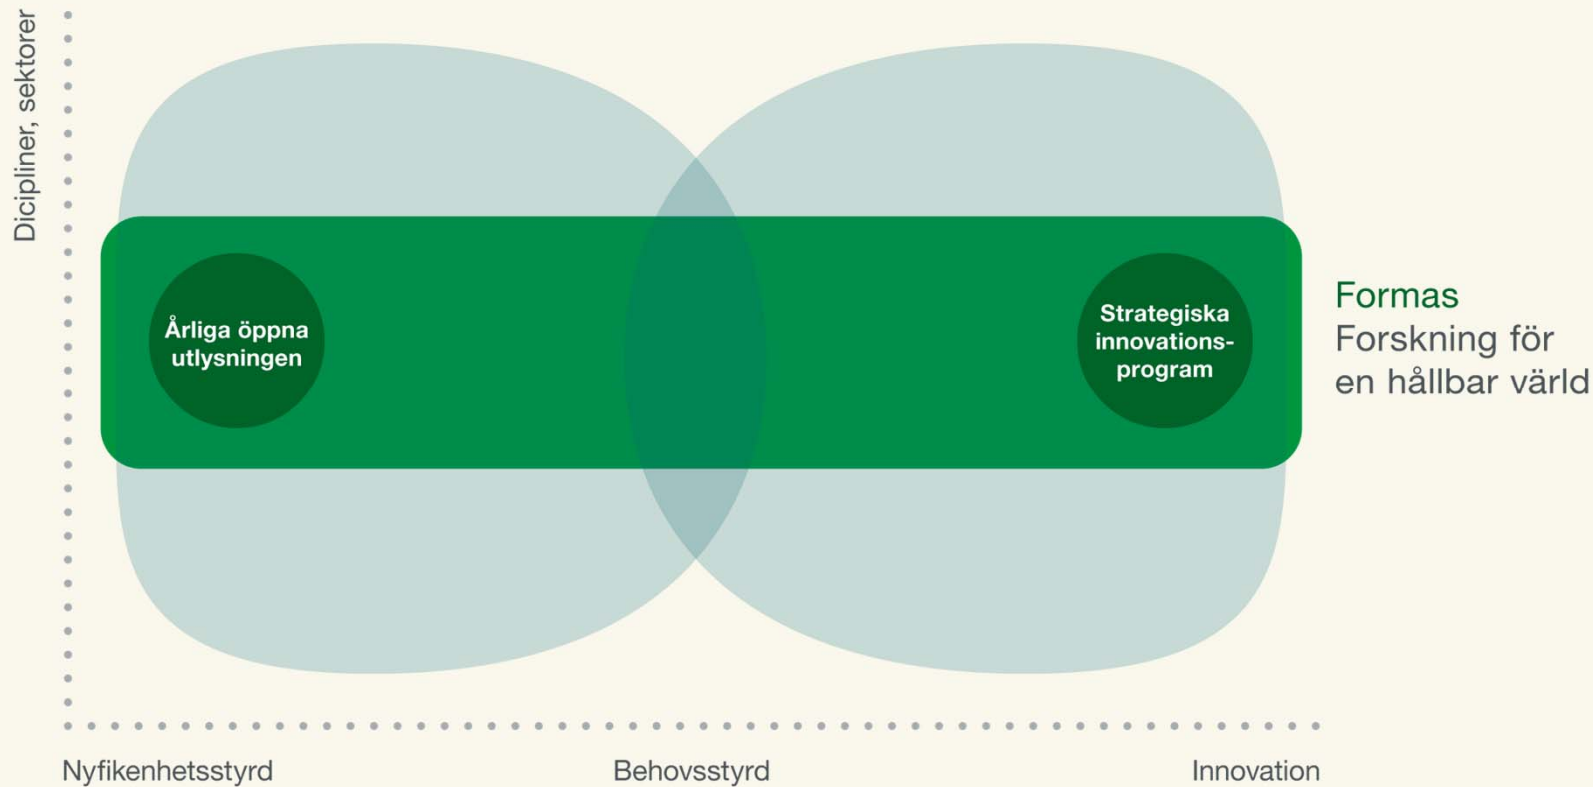 Dicipliner, sektorer
Årliga öppna
utlysningen
Strategiska
innovations-
program
Formas
Forskning för
en hållbar värld
Nyfikenhetsstyrd
Behovsstyrd
Innovation